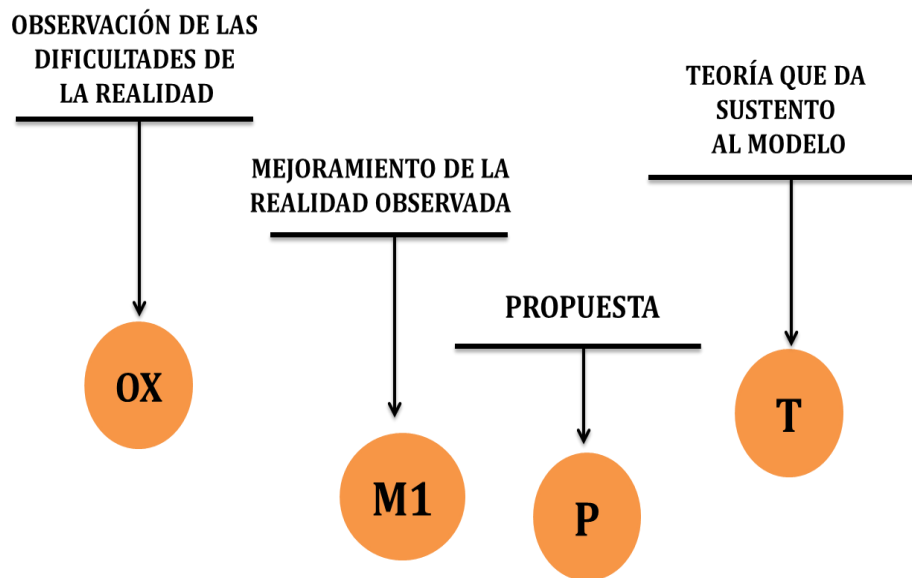 OBSERVACIÓN DE LAS
DIFICULTADES DE
LA REALIDAD
OX
MEJORAMIENTO DE LA
REALIDAD OBSERVADA
M1
PROPUESTA
P
TEORÍA QUE DA
SUSTENTO
AL MODELO
T